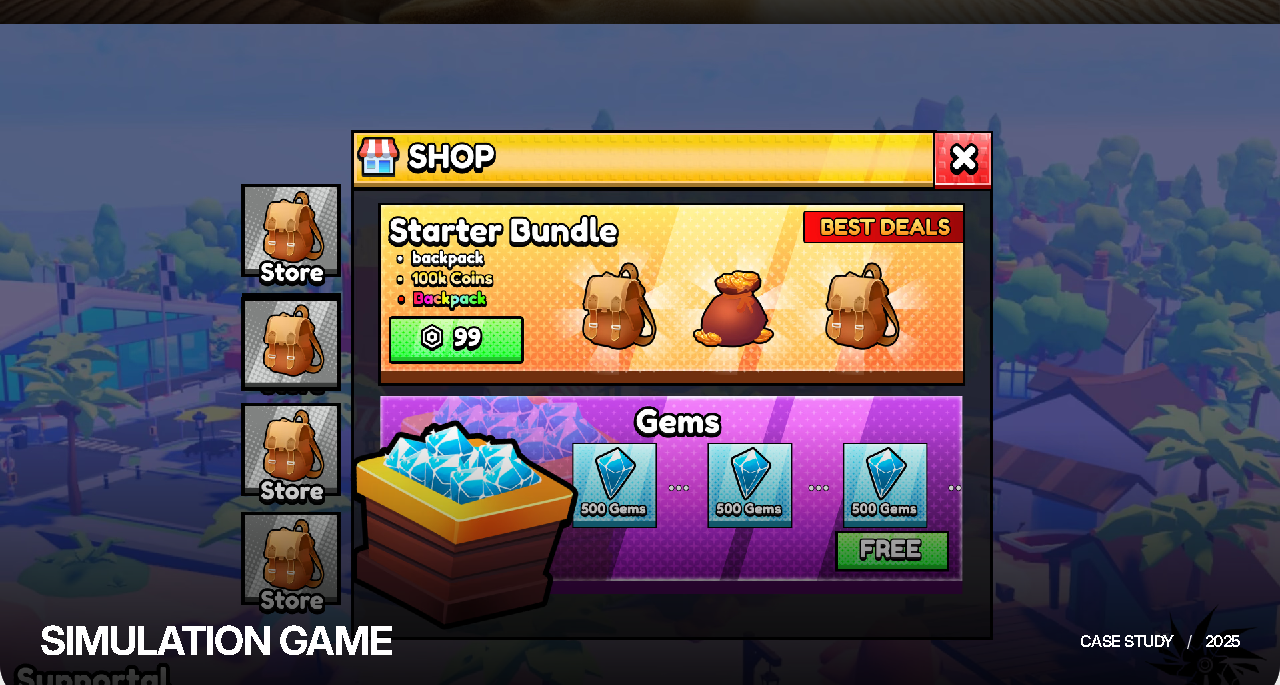 SHOP
Store
Starter Bundle
BEST DEALS
• backpack
• 100k Coins
• Backpack
99
Gems
500 Gems
500 Gems
500 Gems
FREE
Store
Store
SIMULATION GAME
CASE STUDY / 2025
Supportal